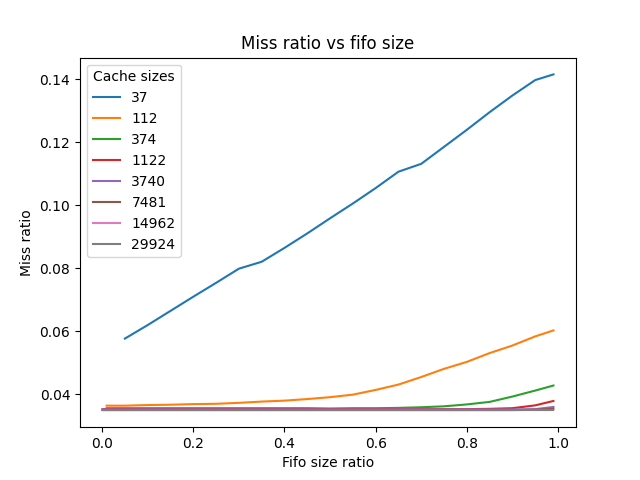 Miss ratio vs fifo size
Cache sizes
37
112
374
1122
3740
7481
14962
29924
Miss ratio
0.14
0.12
0.10
0.08
0.06
0.04
0.0 0.2 0.4 0.6 0.8 1.0
Fifo size ratio